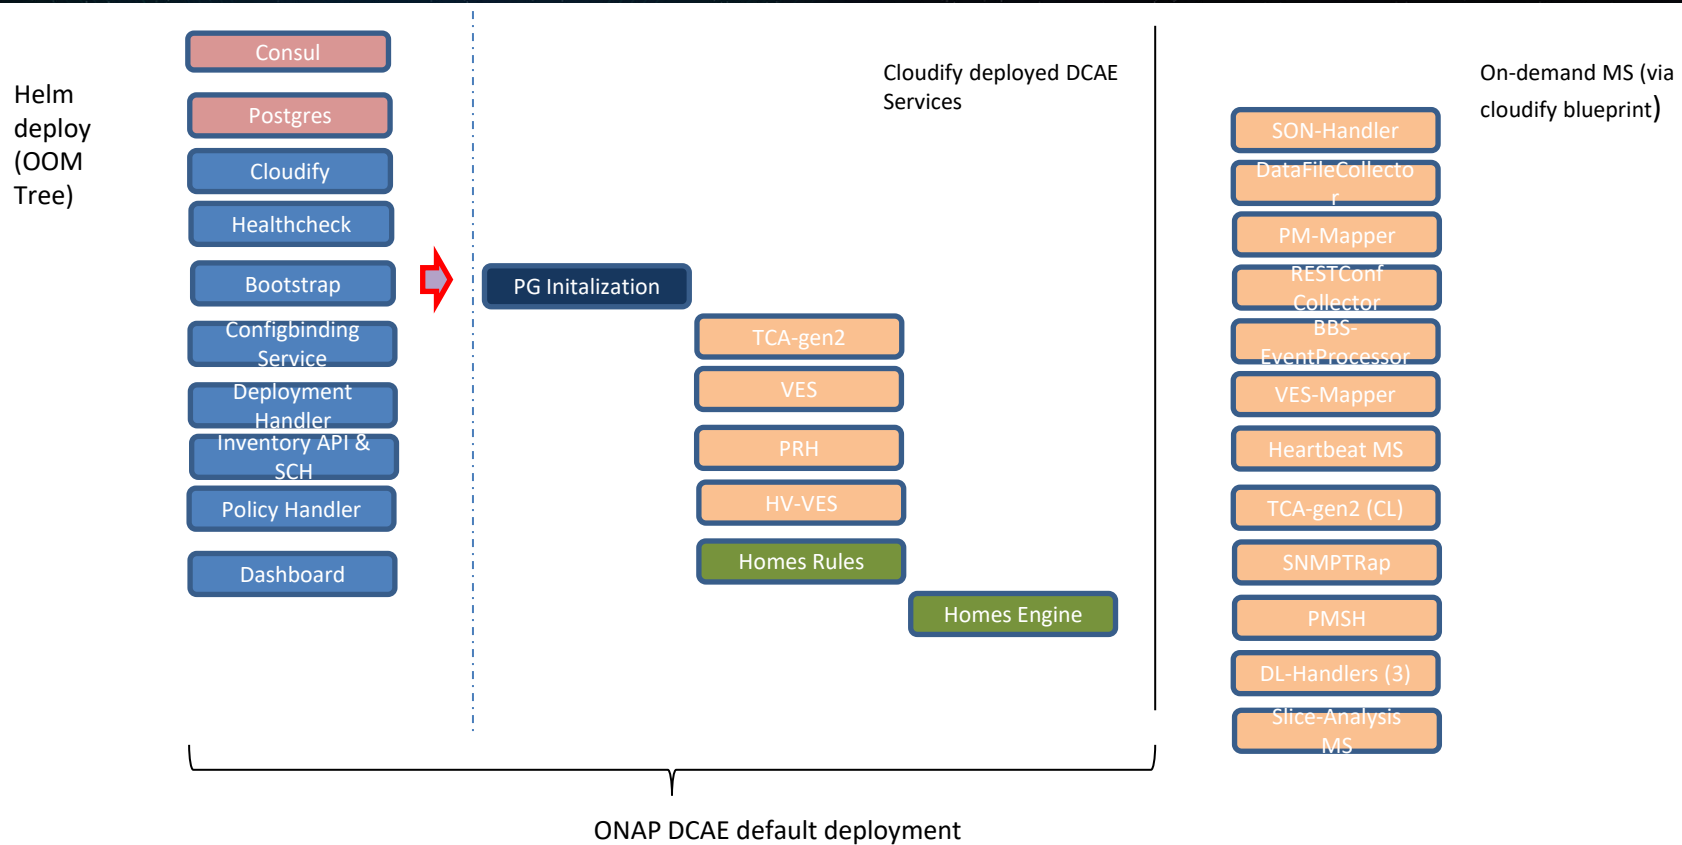 Helm
deploy
(OOM
Tree)
Consul
Postgres
Cloudify
Healthcheck
Bootstrap
Configbinding
Service
Deployment
Handler
Inventory API &
SCH
Policy Handler
Dashboard
Cloudify deployed DCAE
Services
PG Initalization
TCA-gen2
VES
PRH
HV-VES
Homes Rules
Homes Engine
On-demand MS (via
cloudify blueprint)
SON-Handler
DataFileCollecto
r
PM-Mapper
RESTConf
Collector
BBS-
EventProcessor
VES-Mapper
Heartbeat MS
TCA-gen2 (CL)
SNMPTRap
PMSH
DL-Handlers (3)
Slice-Analysis
MS
ONAP DCAE default deployment